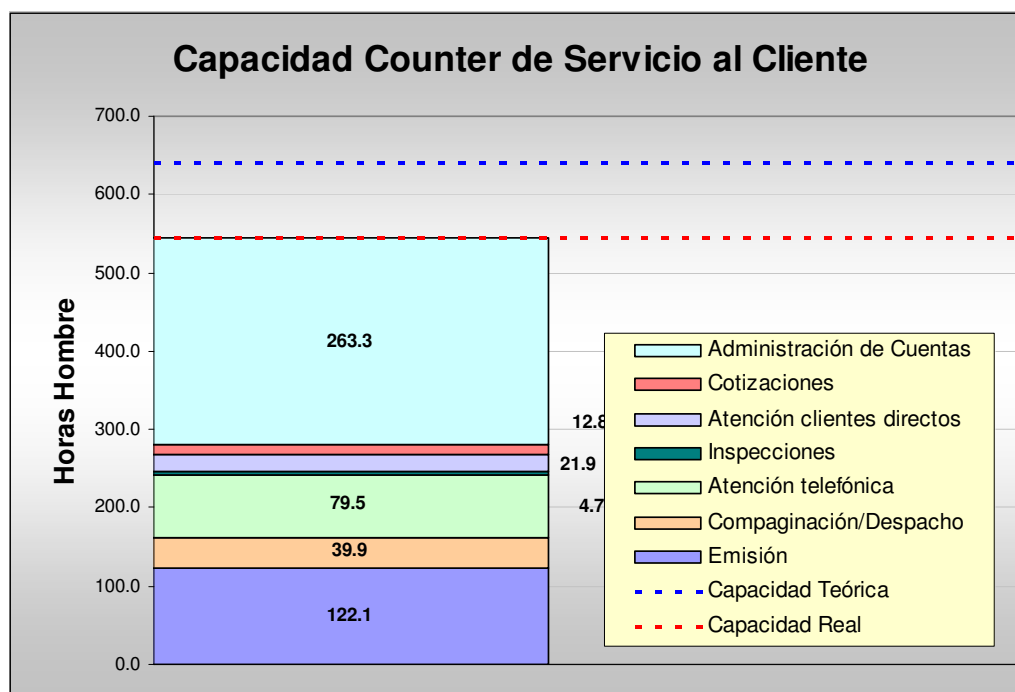 Capacidad Counter de Servicio al Cliente
Horas Hombre
700.0
600.0
500.0
400.0
300.0
200.0
100.0
0.0
263.3
12.8
21.9
4.7
79.5
39.9
122.1
Administración de Cuentas
Cotizaciones
Atención clientes directos
Inspecciones
Atención telefónica
Compaginación/Despacho
Emisión
Capacidad Teórica
Capacidad Real